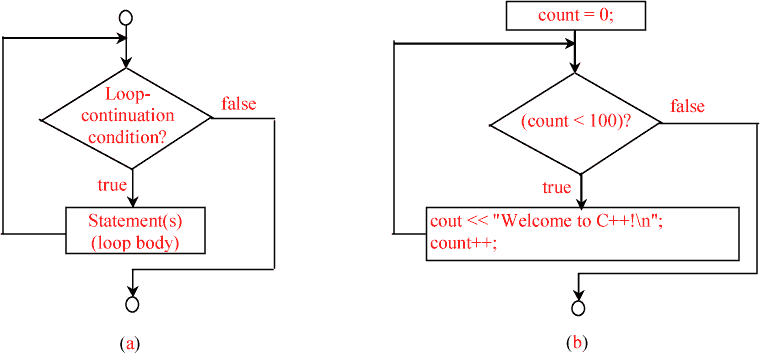 Loop-
continuation
condition?
false
true
Statement(s)
(loop body)
(a)
count = 0;
(count < 100)?
false
true
cout << "Welcome to C++!\n";
count++;
(b)